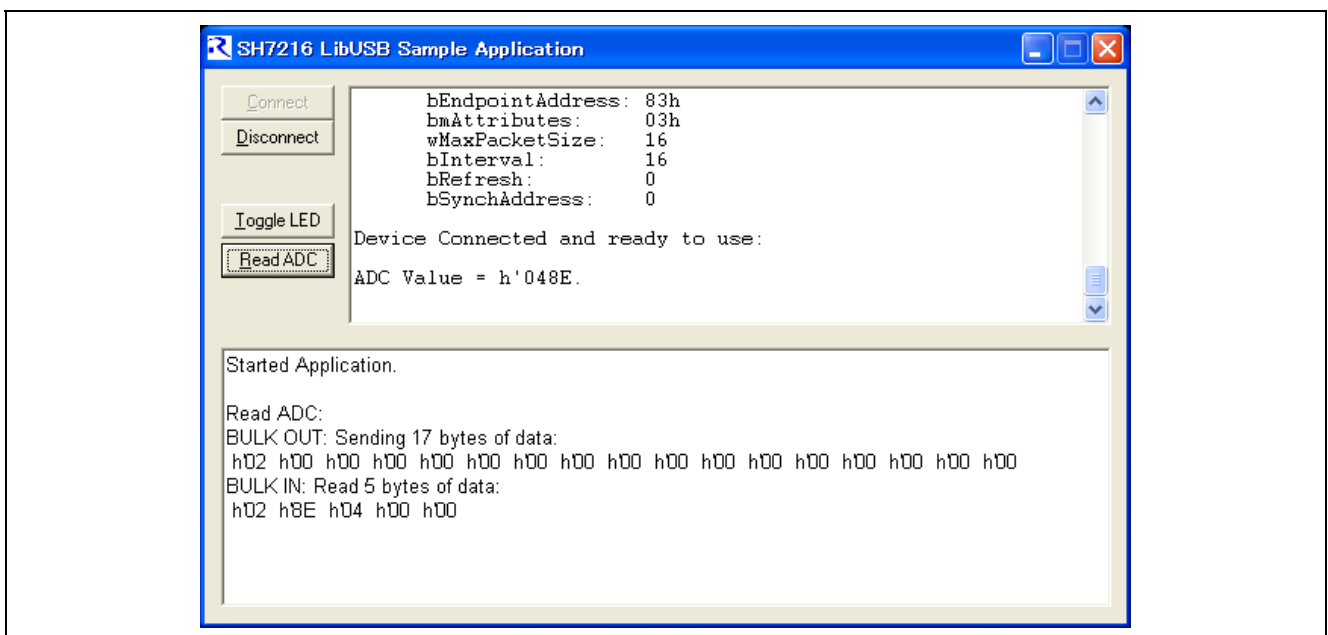 SH7216 LibUSB Sample Application
Connect
Disconnect
Toggle LED
Read ADC
bEndpointAddress: 83h
bmAttributes: 03h
wMaxPacketSize: 16
bInterval: 16
bRefresh: 0
bSynchAddress: 0
Device Connected and ready to use:
ADC Value = h'048E.
Started Application.
Read ADC:
BULK OUT: Sending 17 bytes of data:
h'02 h'00 h'00 h'00 h'00 h'00 h'00 h'00 h'00 h'00 h'00 h'00 h'00 h'00 h'00 h'00 h'00
BULK IN: Read 5 bytes of data:
h'02 h'8E h'04 h'00 h'00